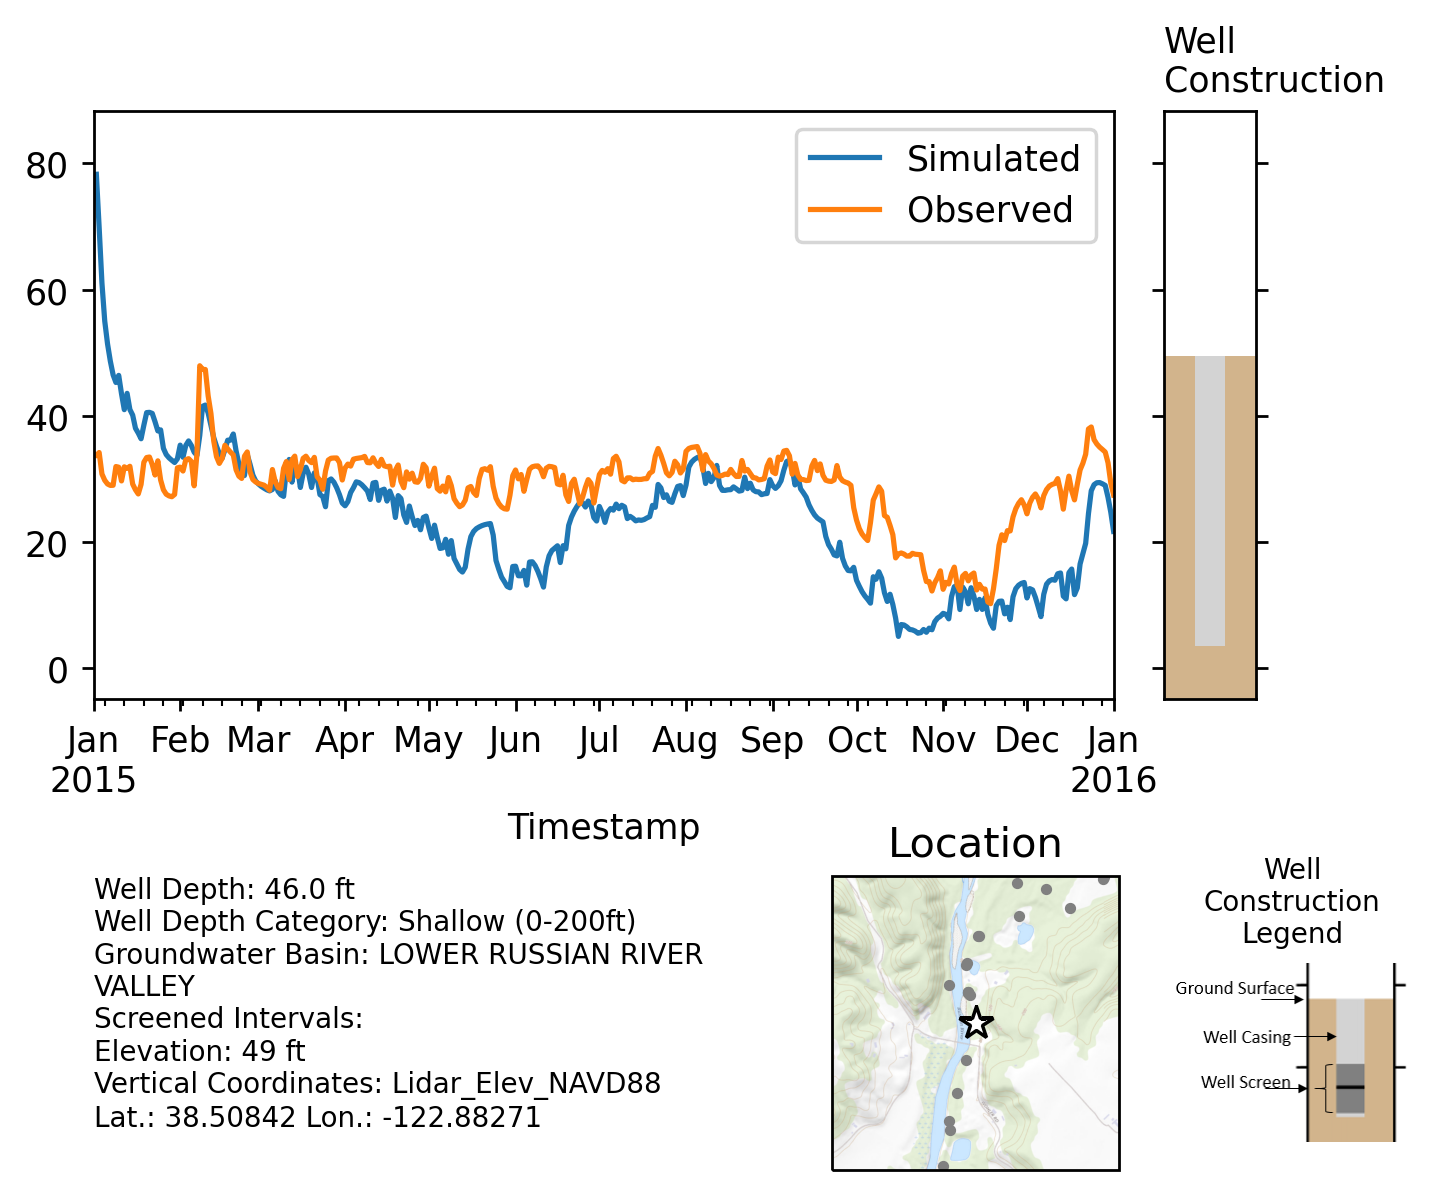 Well
Construction
Simulated
Observed
80
60
40
20
0
Jan Feb Mar Apr May Jun Jul Aug Sep Oct Nov Dec Jan
2015 2016
Timestamp
Well Depth: 46.0 ft
Well Depth Category: Shallow (0-200ft)
Groundwater Basin: LOWER RUSSIAN RIVER
VALLEY
Screened Intervals:
Elevation: 49 ft
Vertical Coordinates: Lidar_Elev_NAVD88
Lat.: 38.50842 Lon.: -122.88271
Location
Well
Construction
Legend
Ground Surface
Well Casing
Well Screen